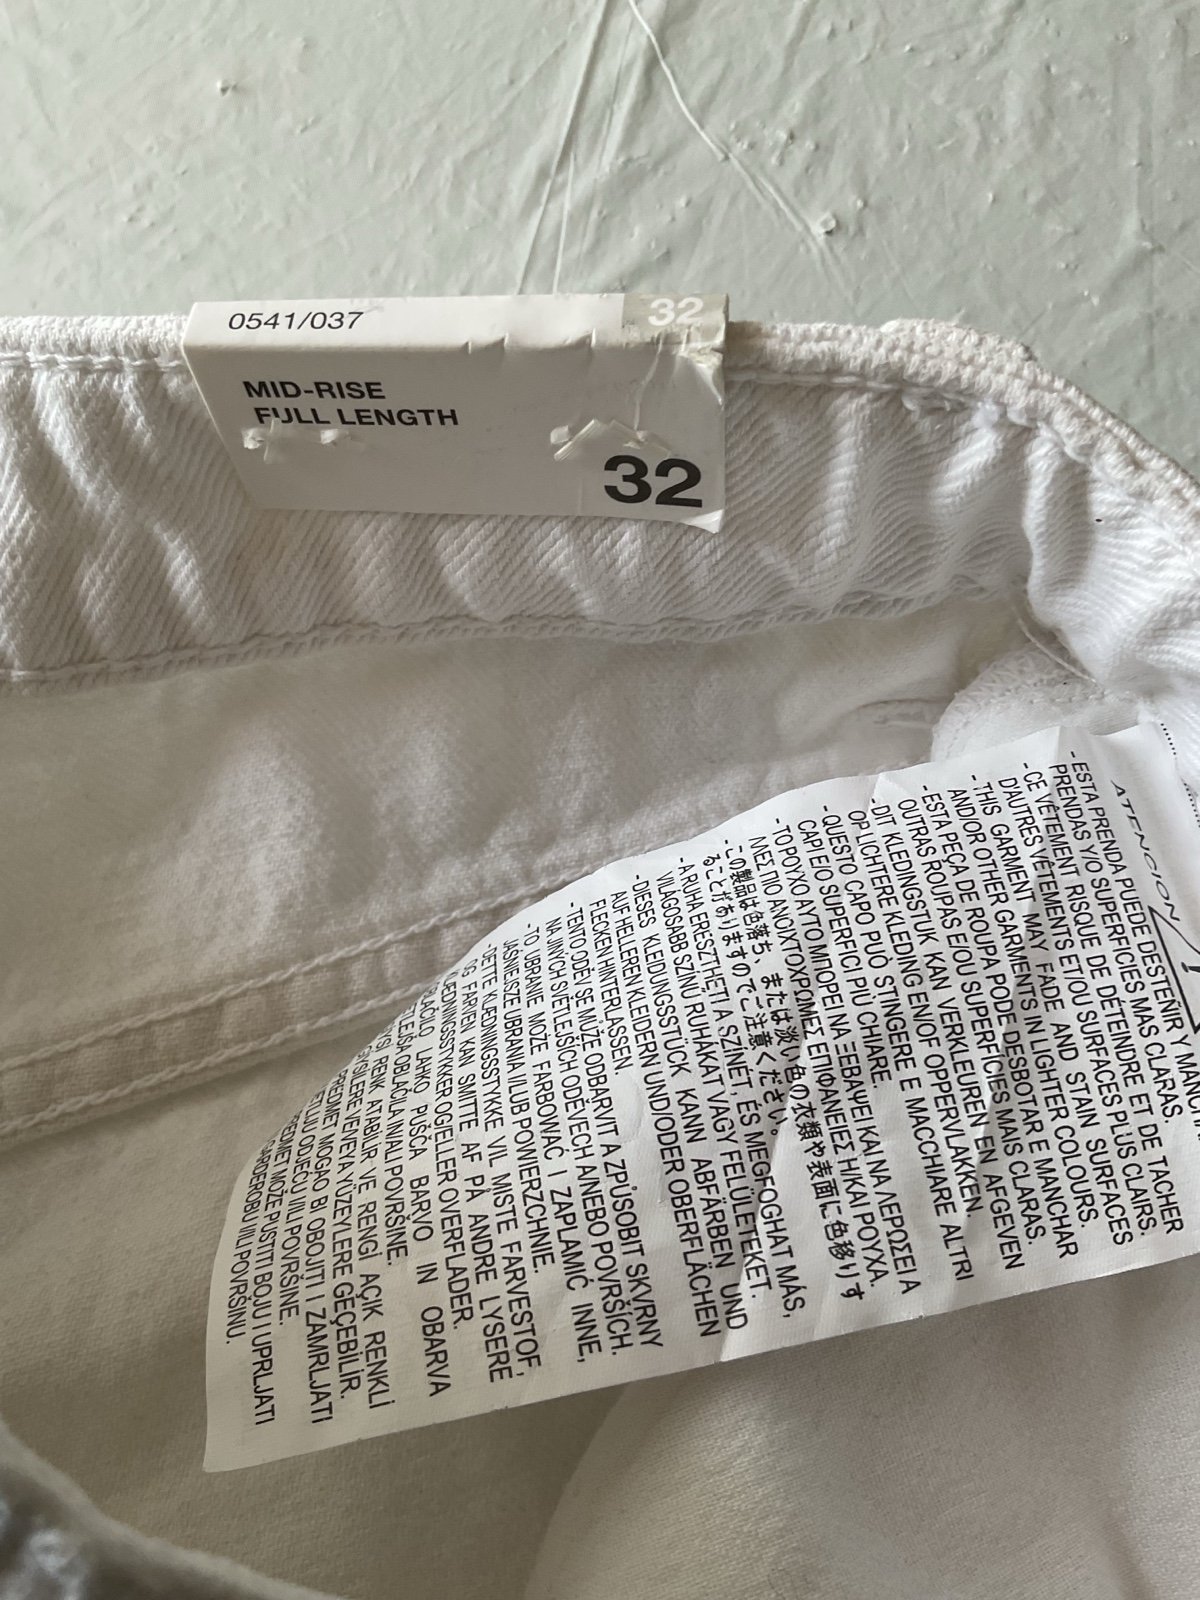 0541/037
32
MID-RISE
FULL LENGTH
32
ATENCION
- ESTA PRENDA PUEDE DESTEÑIR Y
PRENDAS Y/O SUPERFICIES MAS CLARAS.
- CE VÊTEMENT RISQUE DE DÉTEINDRE ET DE TACHER
D'AUTRES VÊTEMENTS ET/OU SURFACES PLUS CLAIRS.
- THIS GARMENT MAY FADE AND STAIN SURFACES
AND/OR OTHER GARMENTS IN LIGHTER COLOURS.
- ESTA PEÇA DE ROUPA PODE DESBOTAR E MANCHAR
OUTRAS ROUPAS E/OU SUPERFÍCIES MAIS CLARAS.
- DIT KLEDINGSTUK KAN VERKLEUREN EN AFGEVEN
OP LICHTERE KLEDING EN/OF OPPERVLAKKEN.
- QUESTO CAPO PUÒ STINGERE E MACCHIARE ALTRI
CAPI E/O SUPERFICI PIÙ CHIARE.
- ΤΟ ΡΟΥΧΟ ΑΥΤΟ ΜΠΟΡΕΙ ΝΑ ΞΕΒΑΨΕΙ ΚΑΙ ΝΑ ΛΕΡΩΣΕΙ Α
ΛΛΕΣ ΠΙΟ ΑΝΟΙΧΤΟΧΡΩΜΕΣ ΕΠΙΦΑΝΕΙΕΣ Η/ΚΑΙ ΡΟΥΧΑ.
- この製品は色落ち、または淡い色の衣類や表面に色移りす
ることがありますのでご注意ください。
- A RUHA ERESZTHETI A SZÍNÉT, ÉS MEGFOGHAT MÁS,
VILÁGOSABB SZÍNŰ RUHÁKAT VAGY FELÜLETEKET.
- DIESES KLEIDUNGSSTÜCK KANN ABFÄRBEN UND
AUF HELLEREN KLEIDERN UND/ODER OBERFLÄCHEN
FLECKEN HINTERLASSEN.
- TENTO ODĚV SE MŮŽE ODBARVIT A ZPŮSOBIT SKVRNY
NA JINÝCH SVĚTLEJŠÍCH ODĚVECH A/NEBO POVRŠÍCH.
- TO UBRANIE MOŻE FARBOWAĆ I ZAPLAMIĆ INNE,
JAŚNIEJSZE UBRANIA I/LUB POWIERZCHNIE.
- DETTE KLÆDNINGSSTYKKE VIL MISTE FARVESTOF,
OG FARVEN KAN SMITTE AF PÅ ANDRE LYSERE
KLÆDNINGSSTYKKER OG/ELLER OVERFLADER.
OBLAČILO LAHKO PUŠČA BARVO IN OBARVA
SVETLEJŠA OBLAČILA IN/ALI POVRŠINE.
RENK ATABILIR VE RENGİ AÇIK RENKLİ
GİYSİLERE VE/VEYA YÜZEYLERE GEÇEBİLİR.
PREDMET MOGAO BI OBOJITI I ZAMRLJATI
ODJEĆU I/ILI POVRŠINE.
PREDMET MOŽE PUSTITI BOJU I UPRLJATI
GARDEROBU I/ILI POVRŠINU.